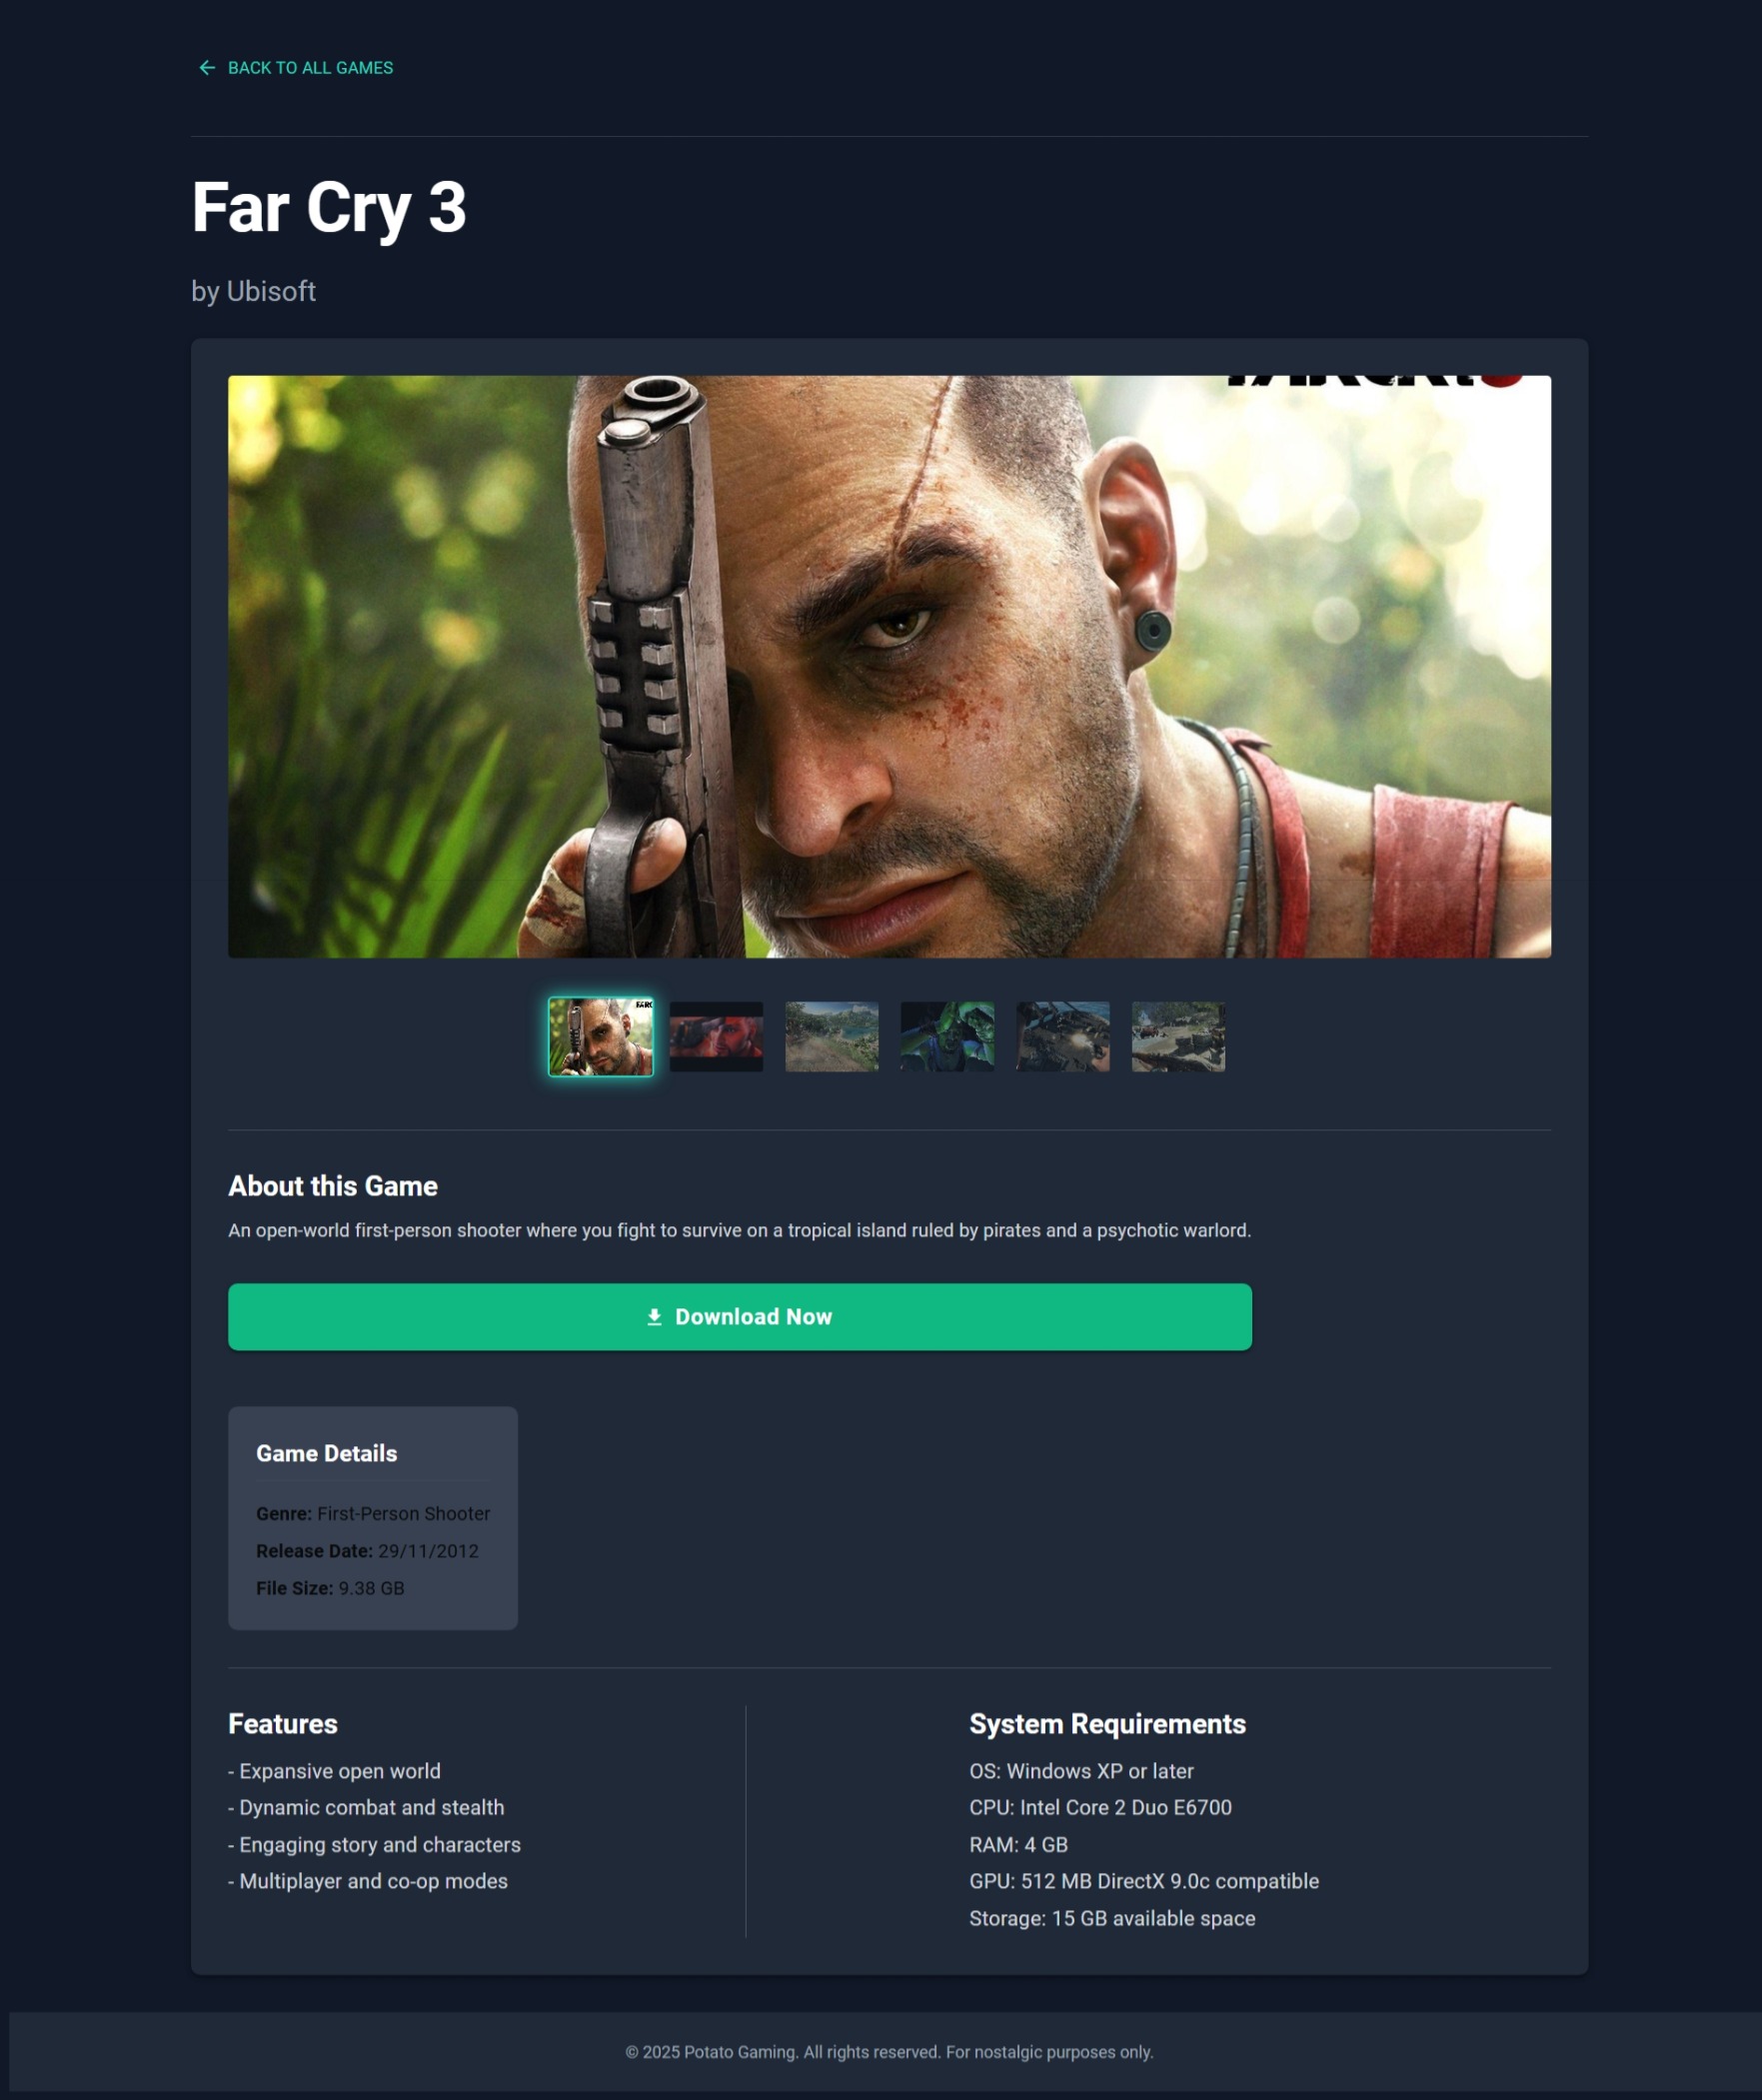 BACK TO ALL GAMES
Far Cry 3
by Ubisoft
About this Game
An open-world first-person shooter where you fight to survive on a tropical island ruled by pirates and a psychotic warlord.
Download Now
Game Details
Genre: First-Person Shooter
Release Date: 29/11/2012
File Size: 9.38 GB
Features
- Expansive open world
- Dynamic combat and stealth
- Engaging story and characters
- Multiplayer and co-op modes
System Requirements
OS: Windows XP or later
CPU: Intel Core 2 Duo E6700
RAM: 4 GB
GPU: 512 MB DirectX 9.0c compatible
Storage: 15 GB available space
© 2025 Potato Gaming. All rights reserved. For nostalgic purposes only.